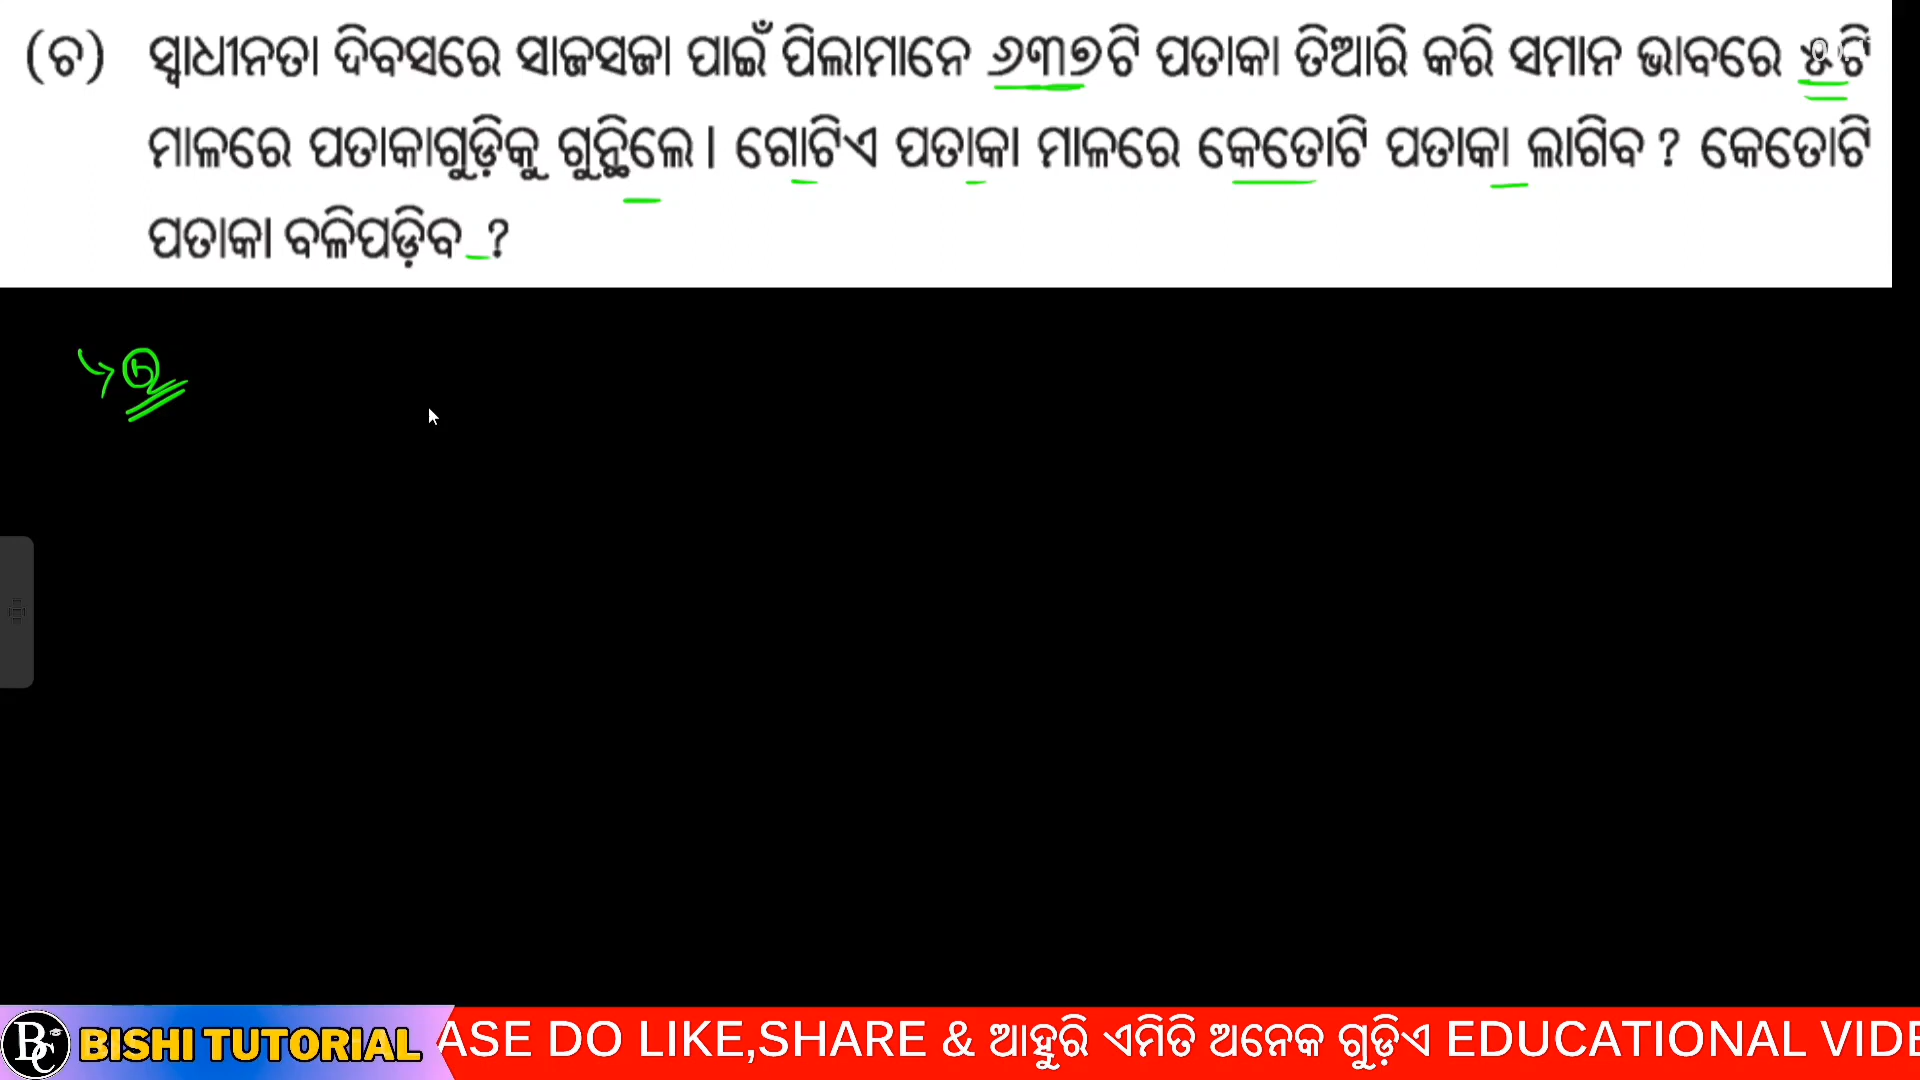 (ଚ) ସ୍ୱାଧୀନତା ଦିବସରେ ସାଜସଜା ପାଇଁ ପିଲାମାନେ ୬୩୭ଟି ପତାକା ତିଆରି କରି ସମାନ ଭାବରେ ୫ଟି
ମାଳରେ ପତାକାଗୁଡ଼ିକୁ ଗୁନ୍ଥିଲେ । ଗୋଟିଏ ପତାକା ମାଳରେ କେତୋଟି ପତାକା ଲାଗିବ ? କେତୋଟି
ପତାକା ବଳିପଡ଼ିବ ?
BC BISHI TUTORIAL ASE DO LIKE,SHARE & ଆହୁରି ଏମିତି ଅନେକ ଗୁଡ଼ିଏ EDUCATIONAL VIDE